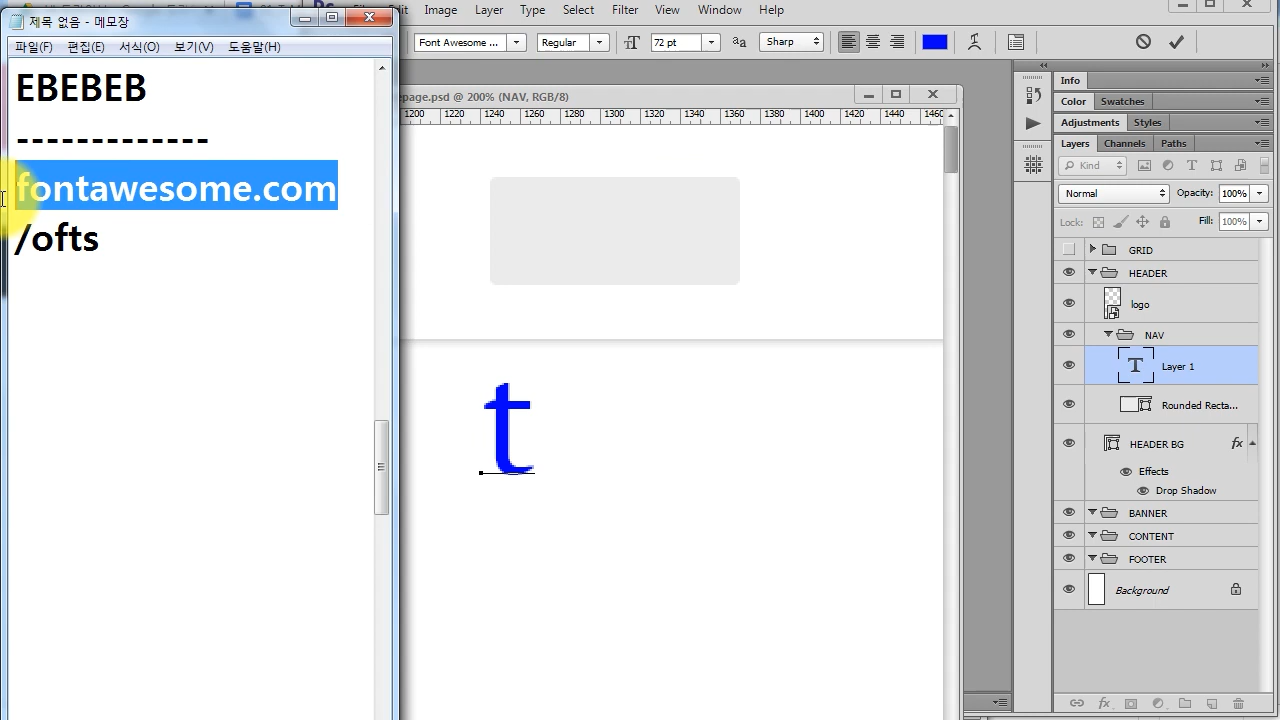 제목 없음 - 메모장
파일(F) 편집(E) 서식(O) 보기(V) 도움말(H)
EBEBEB
-------------
fontawesome.com
/ofts
Image Layer Type Select Filter View Window Help
Font Awesome ... Regular 72 pt Sharp
epage.psd @ 200% (NAV, RGB/8)
1200 1220 1240 1260 1280 1300 1320 1340 1360 1380 1400 1420 1440 1460
t
Info
Color Swatches
Adjustments Styles
Layers Channels Paths
Kind
Normal Opacity: 100%
Lock: Fill: 100%
GRID
HEADER
logo
NAV
Layer 1
Rounded Recta...
HEADER BG fx
Effects
Drop Shadow
BANNER
CONTENT
FOOTER
Background